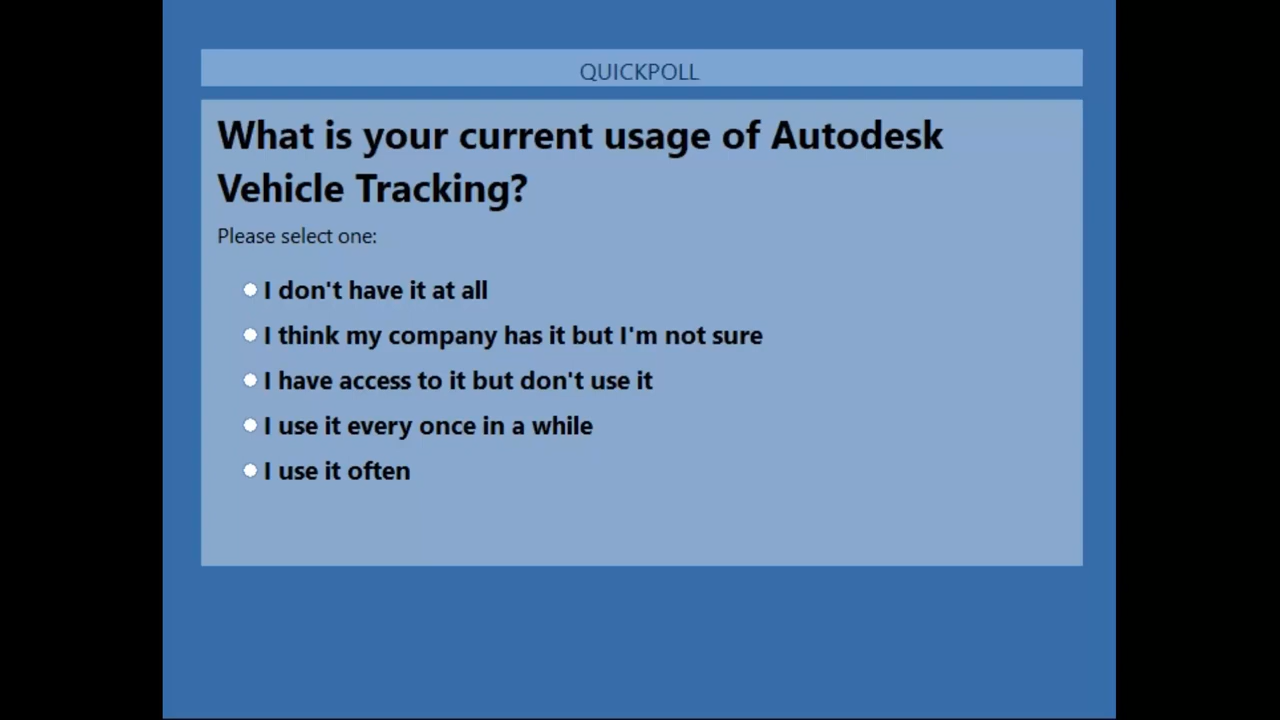 QUICKPOLL
What is your current usage of Autodesk
Vehicle Tracking?
Please select one:
I don't have it at all
I think my company has it but I'm not sure
I have access to it but don't use it
I use it every once in a while
I use it often